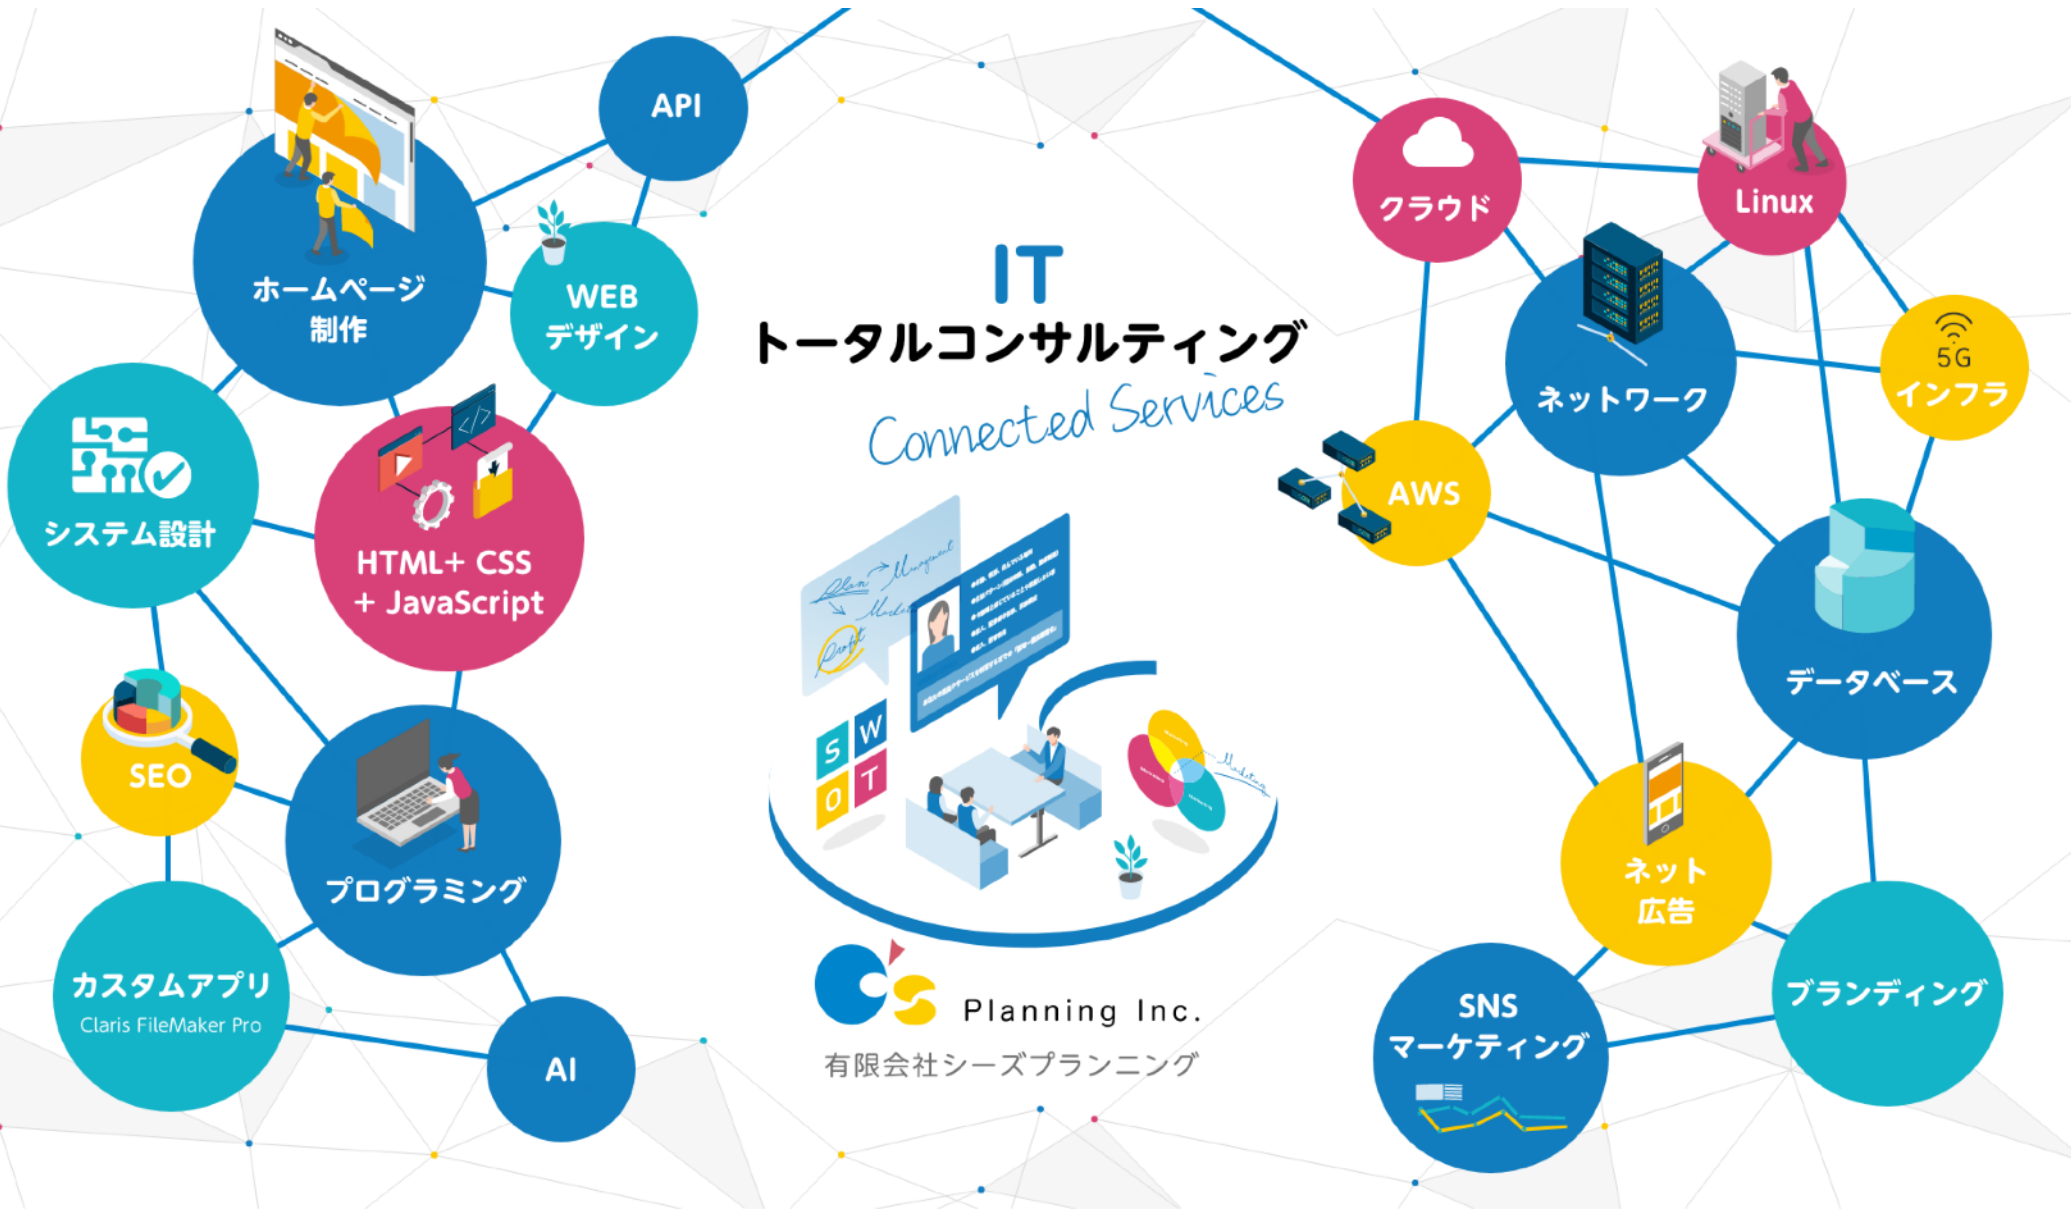 API
ホームページ
制作
WEB
デザイン
システム設計
HTML+ CSS
+ JavaScript
SEO
プログラミング
カスタムアプリ
Claris FileMaker Pro
AI
IT
トータルコンサルティング
Connected Services
Plan
Management
Profit
S
W
O
T
Marketing
C's
Planning Inc.
有限会社シーズプランニング
クラウド
Linux
ネットワーク
5G
インフラ
AWS
データベース
ネット
広告
ブランディング
SNS
マーケティング